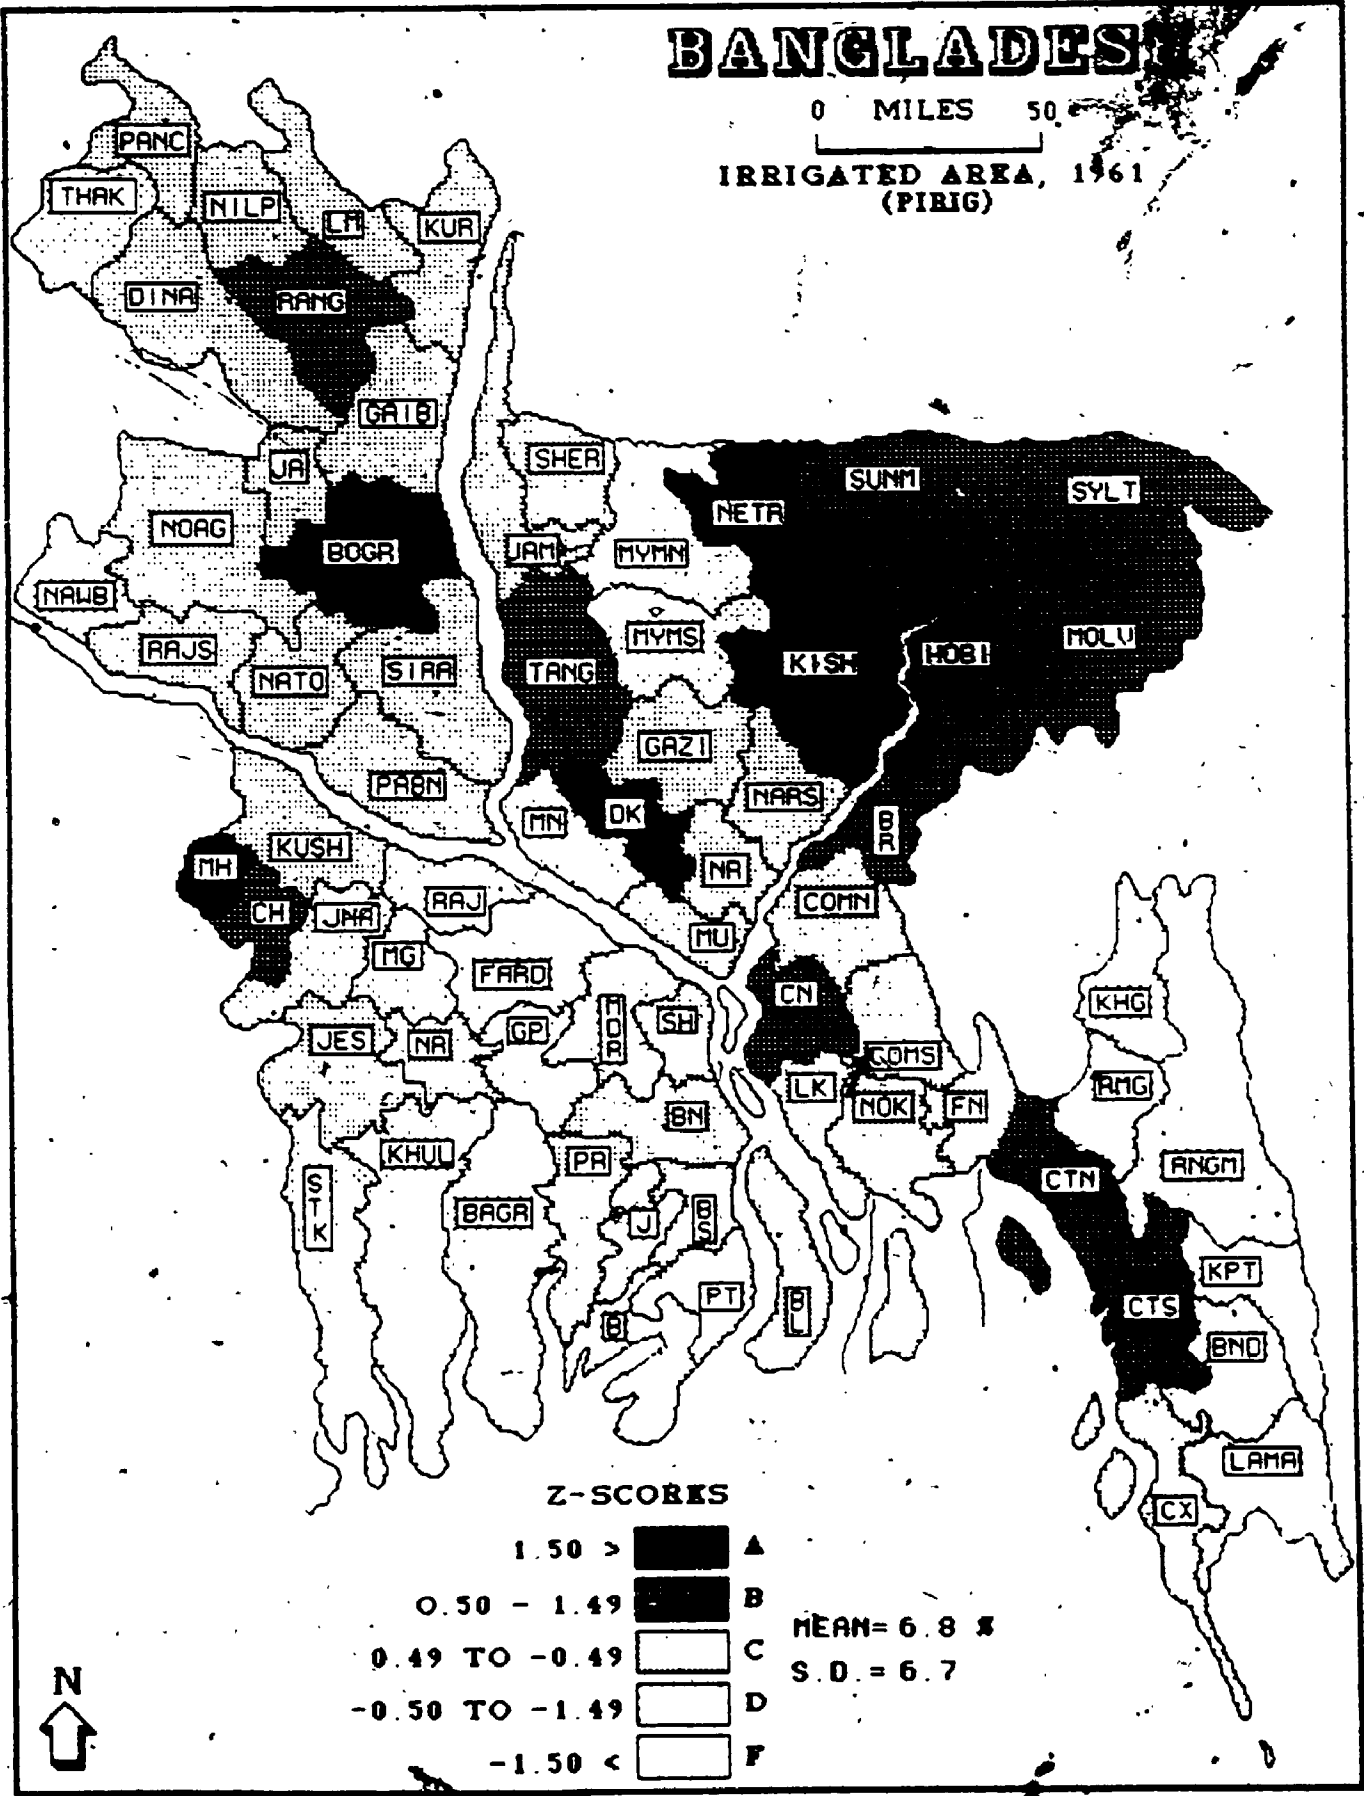 BANGLADESH
0 MILES 50
IRRIGATED AREA, 1961
(PIRIG)
PANC
THAK
NILP
LM
KUR
DINA
RANG
GAIB
JA
SHER
SUNM
SYLT
NETR
NOAG
BOGR
JAM
MYMN
NAWB
RAJS
MYMS
MOLV
NATO
SIRA
TANG
KISH
HOBI
GAZI
PABN
NARS
MN
DK
BR
KUSH
MH
NA
RAJ
COMN
CH
JNA
MU
MG
FARD
CN
KHG
MDR
SH
GP
JES
NR
COMS
LK
NOK
FN
RMG
BN
KHUL
PR
RNGM
CTN
STK
BAGR
J
BS
KPT
PT
BL
CTS
B
BND
LAMA
CX
Z-SCORES
1.50 > A
0.50 - 1.49 B
0.49 TO -0.49 C
-0.50 TO -1.49 D
-1.50 < F
MEAN= 6.8 %
S.D.= 6.7
N